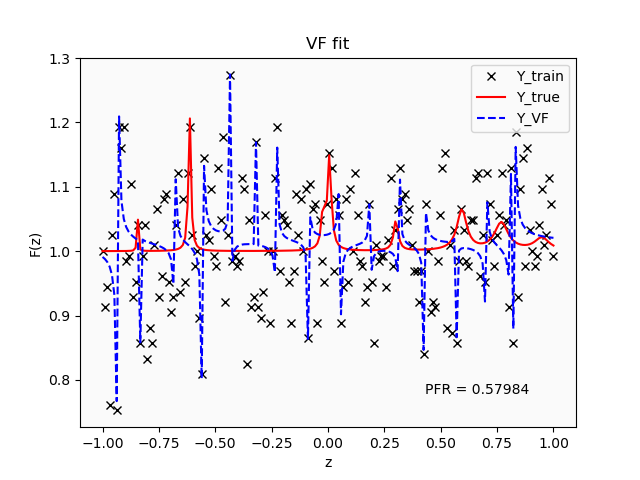 VF fit
Y_train
Y_true
Y_VF
F(z)
1.3
1.2
1.1
1.0
0.9
0.8
PFR = 0.57984
−1.00 −0.75 −0.50 −0.25 0.00 0.25 0.50 0.75 1.00
z